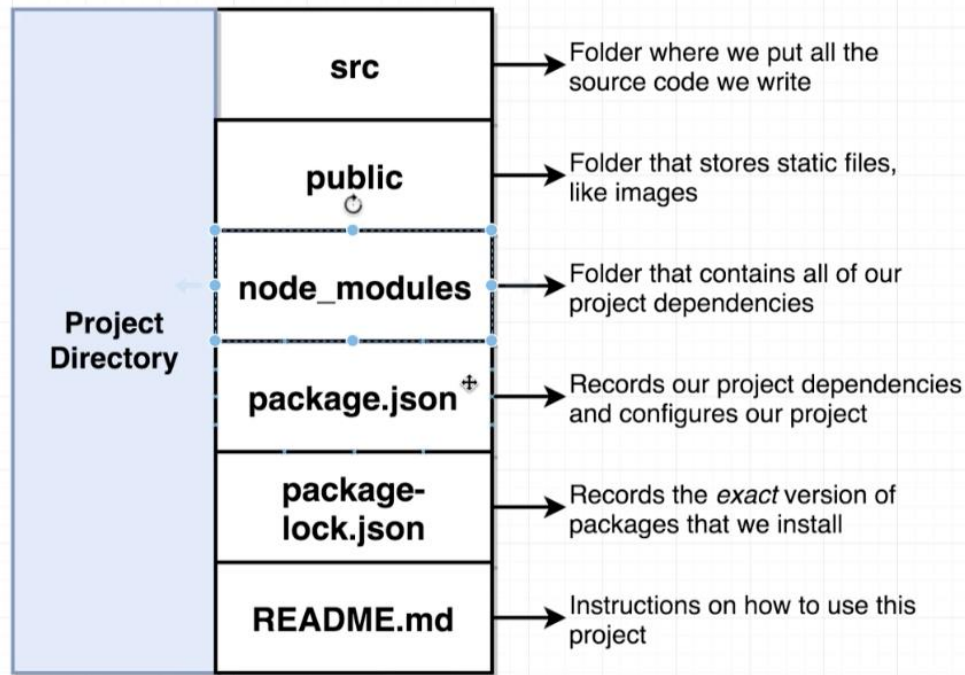 src
Folder where we put all the
source code we write
public
Folder that stores static files,
like images
node_modules
Folder that contains all of our
project dependencies
Project
Directory
package.json
Records our project dependencies
and configures our project
package-
lock.json
Records the exact version of
packages that we install
README.md
Instructions on how to use this
project